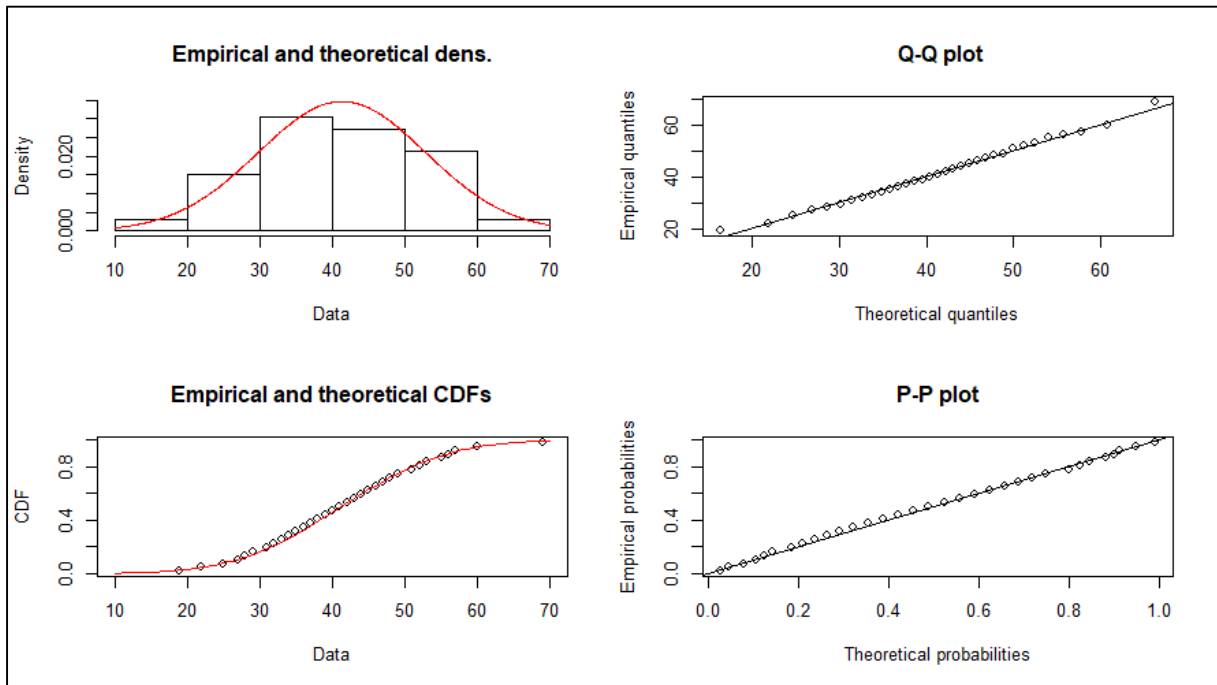 Empirical and theoretical dens.
Density
0.000 0.020
10 20 30 40 50 60 70
Data
Q-Q plot
Empirical quantiles
20 40 60
20 30 40 50 60
Theoretical quantiles
Empirical and theoretical CDFs
CDF
0.0 0.4 0.8
10 20 30 40 50 60 70
Data
P-P plot
Empirical probabilities
0.0 0.4 0.8
0.0 0.2 0.4 0.6 0.8 1.0
Theoretical probabilities